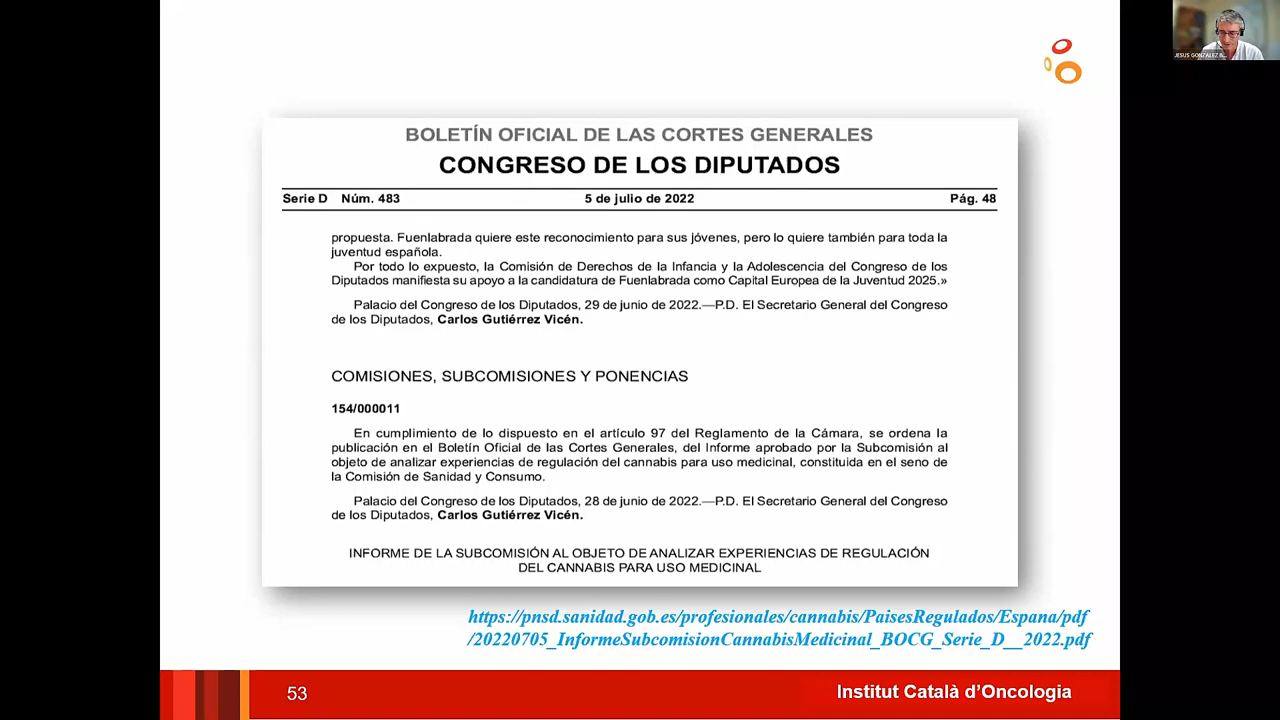 JESUS GONZALEZ B...
BOLETÍN OFICIAL DE LAS CORTES GENERALES
CONGRESO DE LOS DIPUTADOS
Serie D Núm. 483 5 de julio de 2022 Pág. 48
propuesta. Fuenlabrada quiere este reconocimiento para sus jóvenes, pero lo quiere también para toda la
juventud española.
Por todo lo expuesto, la Comisión de Derechos de la Infancia y la Adolescencia del Congreso de los
Diputados manifiesta su apoyo a la candidatura de Fuenlabrada como Capital Europea de la Juventud 2025.»
Palacio del Congreso de los Diputados, 29 de junio de 2022.—P.D. El Secretario General del Congreso
de los Diputados, Carlos Gutiérrez Vicén.
COMISIONES, SUBCOMISIONES Y PONENCIAS
154/000011
En cumplimiento de lo dispuesto en el artículo 97 del Reglamento de la Cámara, se ordena la
publicación en el Boletín Oficial de las Cortes Generales, del Informe aprobado por la Subcomisión al
objeto de analizar experiencias de regulación del cannabis para uso medicinal, constituida en el seno de
la Comisión de Sanidad y Consumo.
Palacio del Congreso de los Diputados, 28 de junio de 2022.—P.D. El Secretario General del Congreso
de los Diputados, Carlos Gutiérrez Vicén.
INFORME DE LA SUBCOMISIÓN AL OBJETO DE ANALIZAR EXPERIENCIAS DE REGULACIÓN
DEL CANNABIS PARA USO MEDICINAL
https://pnsd.sanidad.gob.es/profesionales/cannabis/PaisesRegulados/Espana/pdf
/20220705_InformeSubcomisionCannabisMedicinal_BOCG_Serie_D__2022.pdf
53
Institut Català d'Oncologia